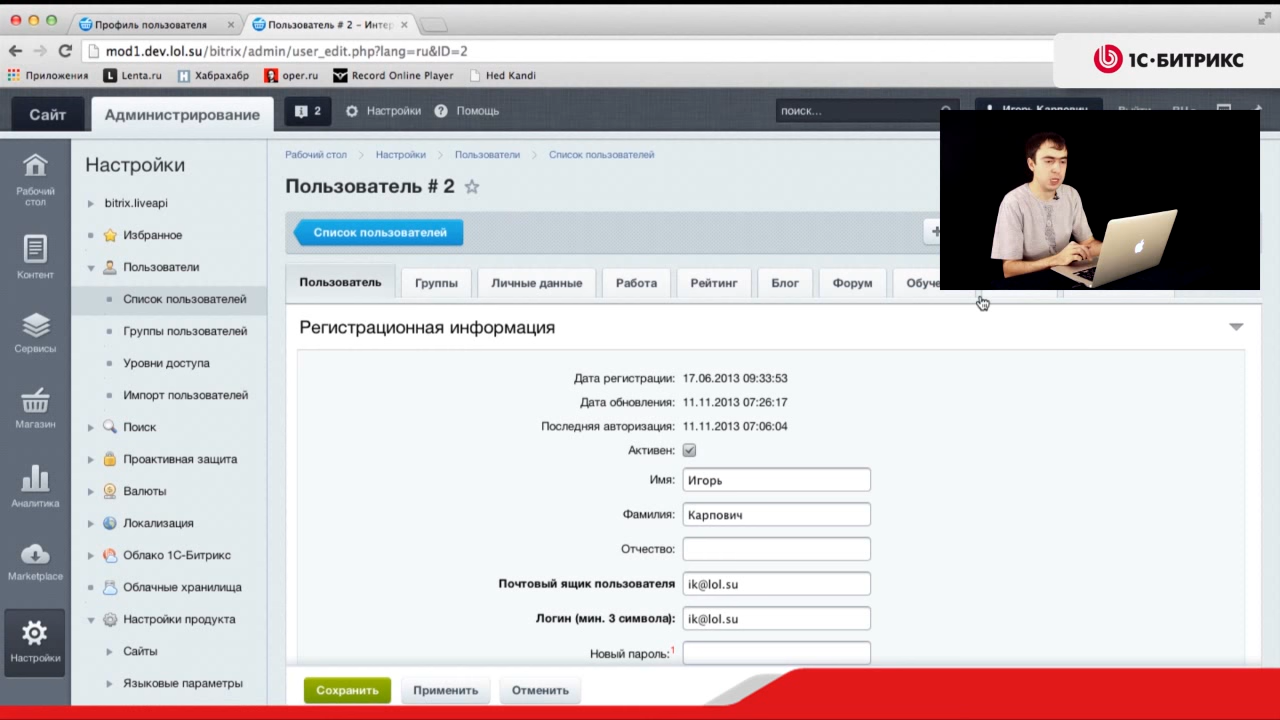 Профиль пользователя
Пользователь # 2 – Интер
mod1.dev.lol.su/bitrix/admin/user_edit.php?lang=ru&ID=2
Приложения
Lenta.ru
Хабрахабр
oper.ru
Record Online Player
Hed Kandi
1С·БИТРИКС
Сайт
Администрирование
2
Настройки
Помощь
поиск...
Игорь Карпович
Рабочий стол
Контент
Сервисы
Магазин
Аналитика
Marketplace
Настройки
Настройки
bitrix.liveapi
Избранное
Пользователи
Список пользователей
Группы пользователей
Уровни доступа
Импорт пользователей
Поиск
Проактивная защита
Валюты
Локализация
Облако 1С-Битрикс
Облачные хранилища
Настройки продукта
Сайты
Языковые параметры
Рабочий стол > Настройки > Пользователи > Список пользователей
Пользователь # 2
Список пользователей
Пользователь
Группы
Личные данные
Работа
Рейтинг
Блог
Форум
Обуче
Регистрационная информация
Дата регистрации: 17.06.2013 09:33:53
Дата обновления: 11.11.2013 07:26:17
Последняя авторизация: 11.11.2013 07:06:04
Активен:
Имя: Игорь
Фамилия: Карпович
Отчество:
Почтовый ящик пользователя ik@lol.su
Логин (мин. 3 символа): ik@lol.su
Новый пароль:1
Сохранить
Применить
Отменить